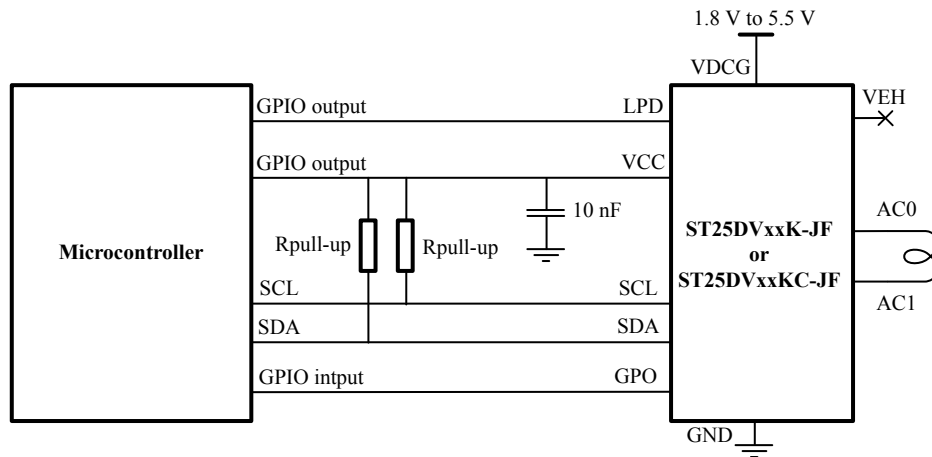 1.8 V to 5.5 V
VDCG
VEH
GPIO output
LPD
GPIO output
VCC
10 nF
AC0
Microcontroller
Rpull-up
Rpull-up
ST25DVxxK-JF
or
ST25DVxxKC-JF
SCL
SCL
AC1
SDA
SDA
GPIO intput
GPO
GND